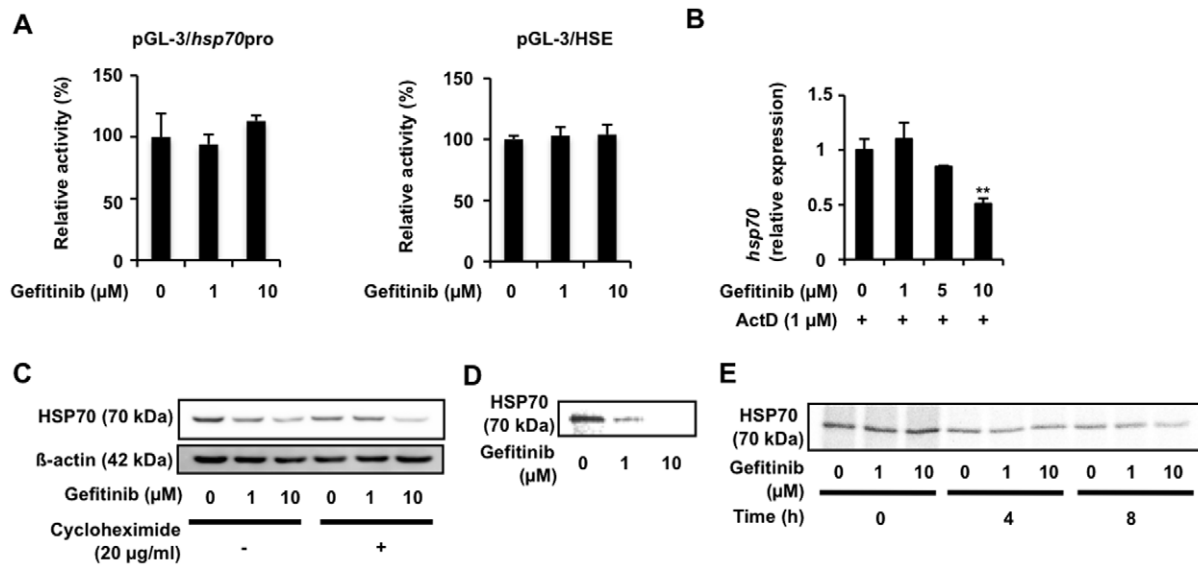 A
pGL-3/hsp70pro
Relative activity (%)
150
100
50
0
Gefitinib (µM) 0 1 10
pGL-3/HSE
Relative activity (%)
150
100
50
0
Gefitinib (µM) 0 1 10
B
hsp70
(relative expression)
1.5
1
0.5
0
**
Gefitinib (µM) 0 1 5 10
ActD (1 µM) + + + +
C
HSP70 (70 kDa)
ß-actin (42 kDa)
Gefitinib (µM) 0 1 10 0 1 10
Cycloheximide
(20 µg/ml) - +
D
HSP70
(70 kDa)
Gefitinib 0 1 10
(µM)
E
HSP70
(70 kDa)
Gefitinib 0 1 10 0 1 10 0 1 10
(µM)
Time (h) 0 4 8